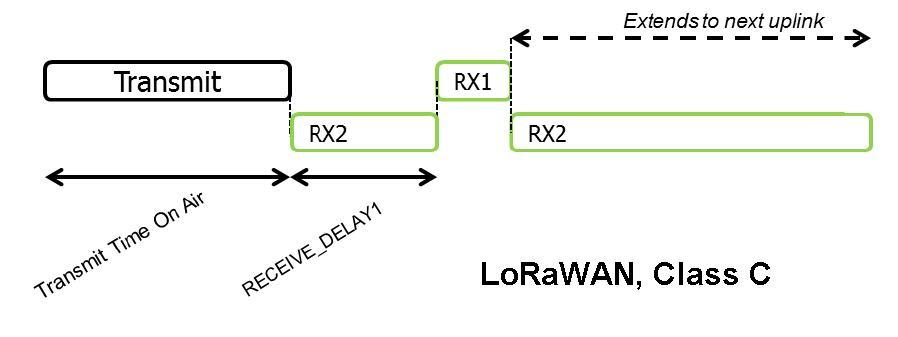 Extends to next uplink
Transmit
RX1
RX2
RX2
Transmit Time On Air
RECEIVE_DELAY1
LoRaWAN, Class C